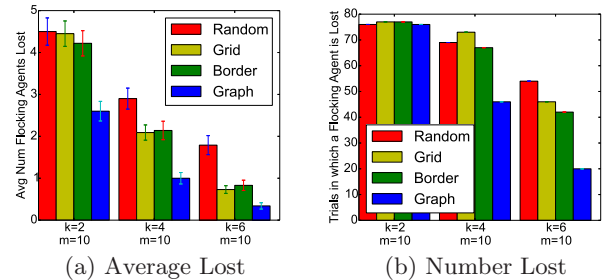 Avg Num Flocking Agents Lost
5
4
3
2
1
0
Random
Grid
Border
Graph
k=2
m=10
k=4
m=10
k=6
m=10
(a) Average Lost
Trials in which a Flocking Agent is Lost
80
70
60
50
40
30
20
10
0
Random
Grid
Border
Graph
k=2
m=10
k=4
m=10
k=6
m=10
(b) Number Lost